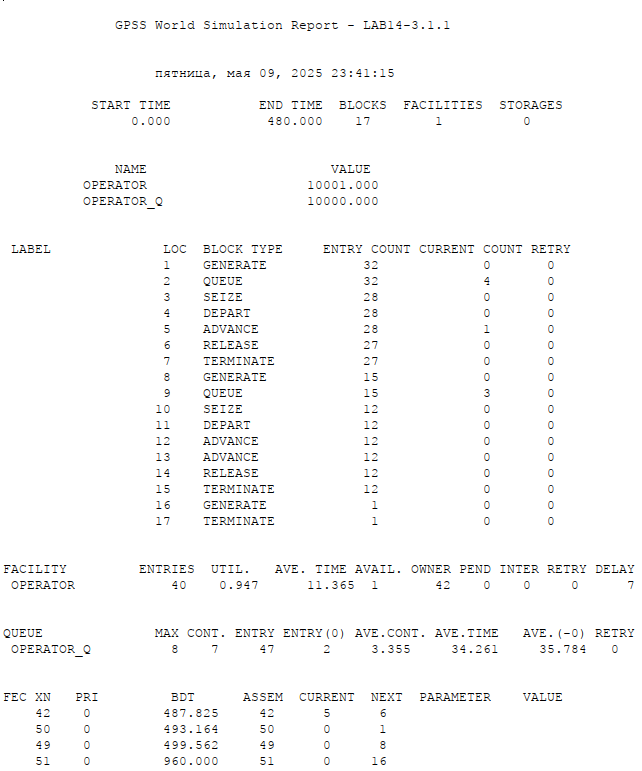 GPSS World Simulation Report - LAB14-3.1.1
пятница, мая 09, 2025 23:41:15
START TIME END TIME BLOCKS FACILITIES STORAGES
0.000 480.000 17 1 0
NAME VALUE
OPERATOR 10001.000
OPERATOR_Q 10000.000
LABEL LOC BLOCK TYPE ENTRY COUNT CURRENT COUNT RETRY
1 GENERATE 32 0 0
2 QUEUE 32 4 0
3 SEIZE 28 0 0
4 DEPART 28 0 0
5 ADVANCE 28 1 0
6 RELEASE 27 0 0
7 TERMINATE 27 0 0
8 GENERATE 15 0 0
9 QUEUE 15 3 0
10 SEIZE 12 0 0
11 DEPART 12 0 0
12 ADVANCE 12 0 0
13 ADVANCE 12 0 0
14 RELEASE 12 0 0
15 TERMINATE 12 0 0
16 GENERATE 1 0 0
17 TERMINATE 1 0 0
FACILITY ENTRIES UTIL. AVE. TIME AVAIL. OWNER PEND INTER RETRY DELAY
OPERATOR 40 0.947 11.365 1 42 0 0 0 7
QUEUE MAX CONT. ENTRY ENTRY(0) AVE.CONT. AVE.TIME AVE.(-0) RETRY
OPERATOR_Q 8 7 47 2 3.355 34.261 35.784 0
FEC XN PRI BDT ASSEM CURRENT NEXT PARAMETER VALUE
42 0 487.825 42 5 6
50 0 493.164 50 0 1
49 0 499.562 49 0 8
51 0 960.000 51 0 16